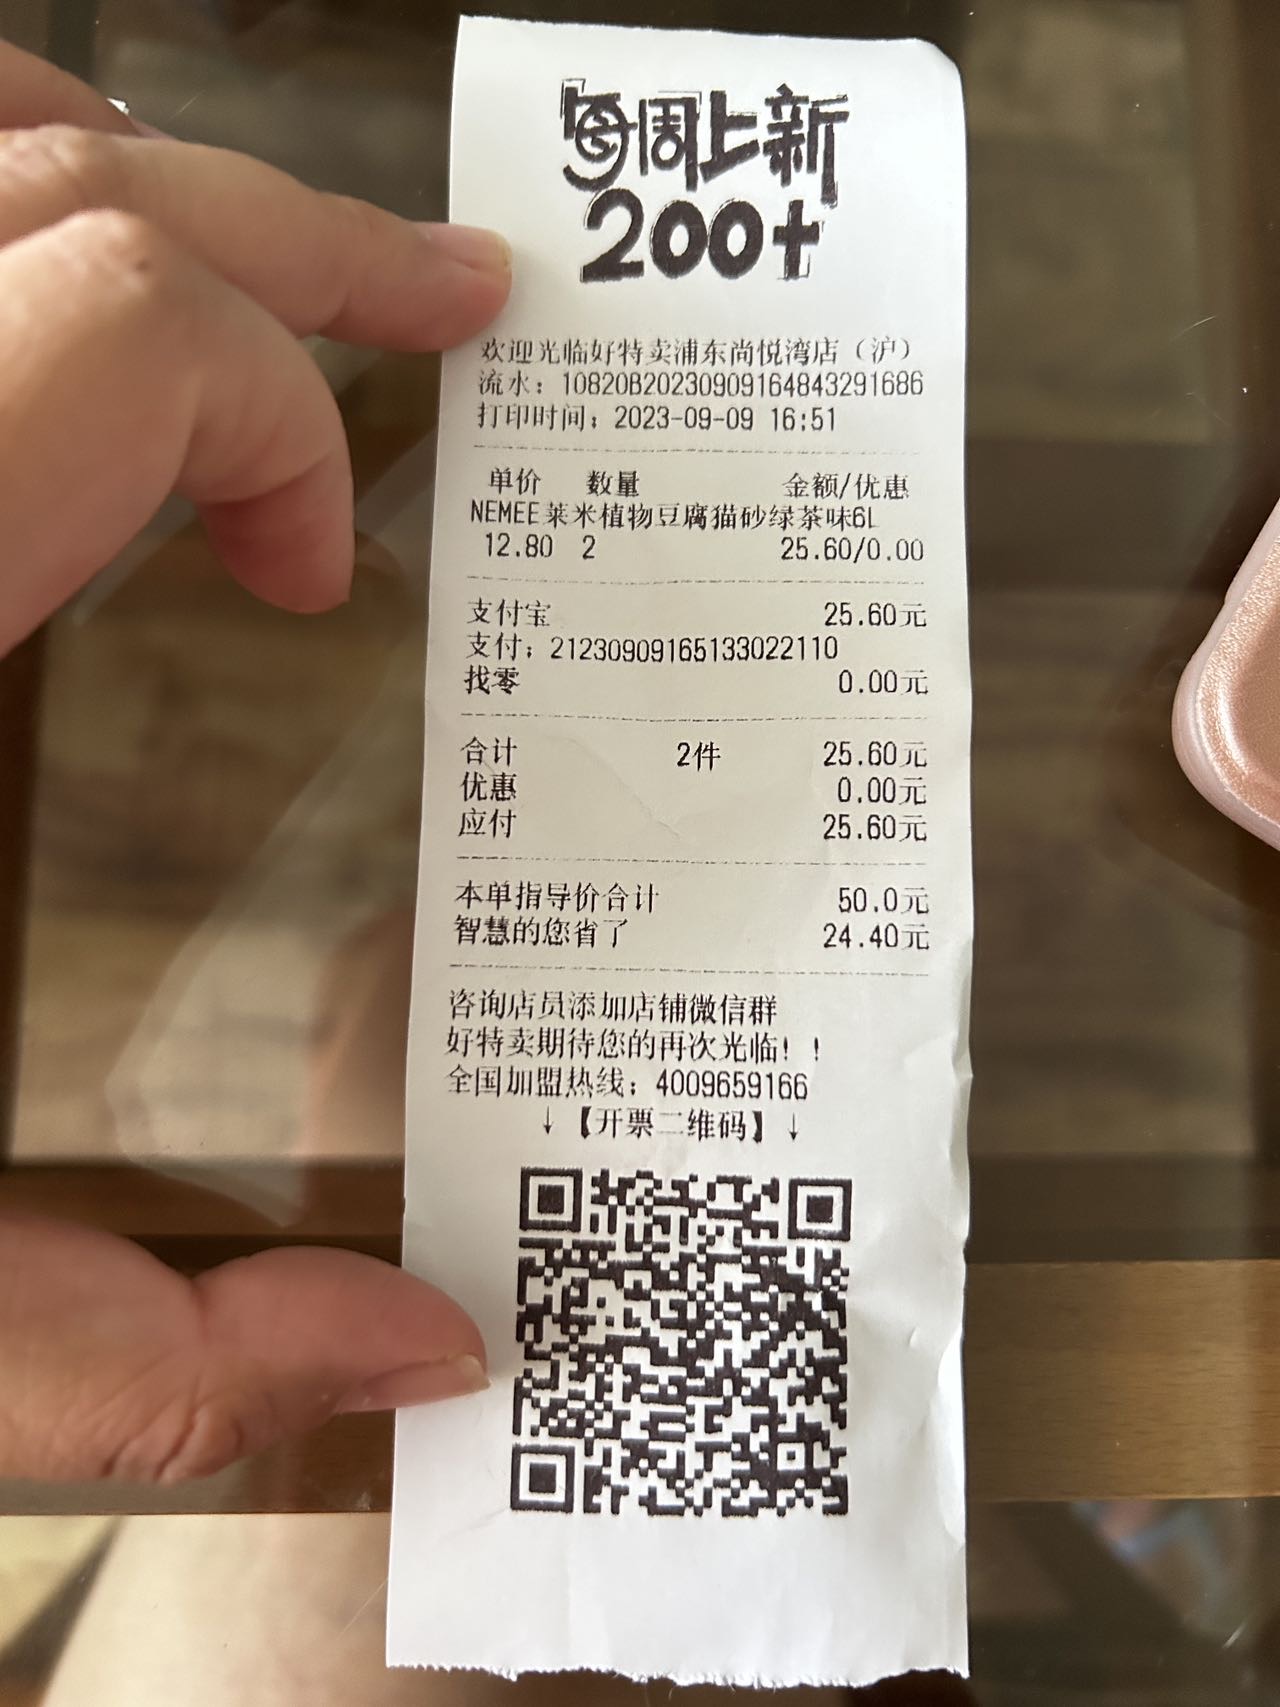 每周上新
200+
欢迎光临好特卖浦东尚悦湾店（沪）
流水：10820B20230909164843291686
打印时间：2023-09-09 16:51
单价 数量 金额/优惠
NEMEE莱米植物豆腐猫砂绿茶味6L
12.80 2 25.60/0.00
支付宝 25.60元
支付：21230909165133022110
找零 0.00元
合计 2件 25.60元
优惠 0.00元
应付 25.60元
本单指导价合计 50.0元
智慧的您省了 24.40元
咨询店员添加店铺微信群
好特卖期待您的再次光临！！
全国加盟热线：4009659166
↓【开票二维码】↓